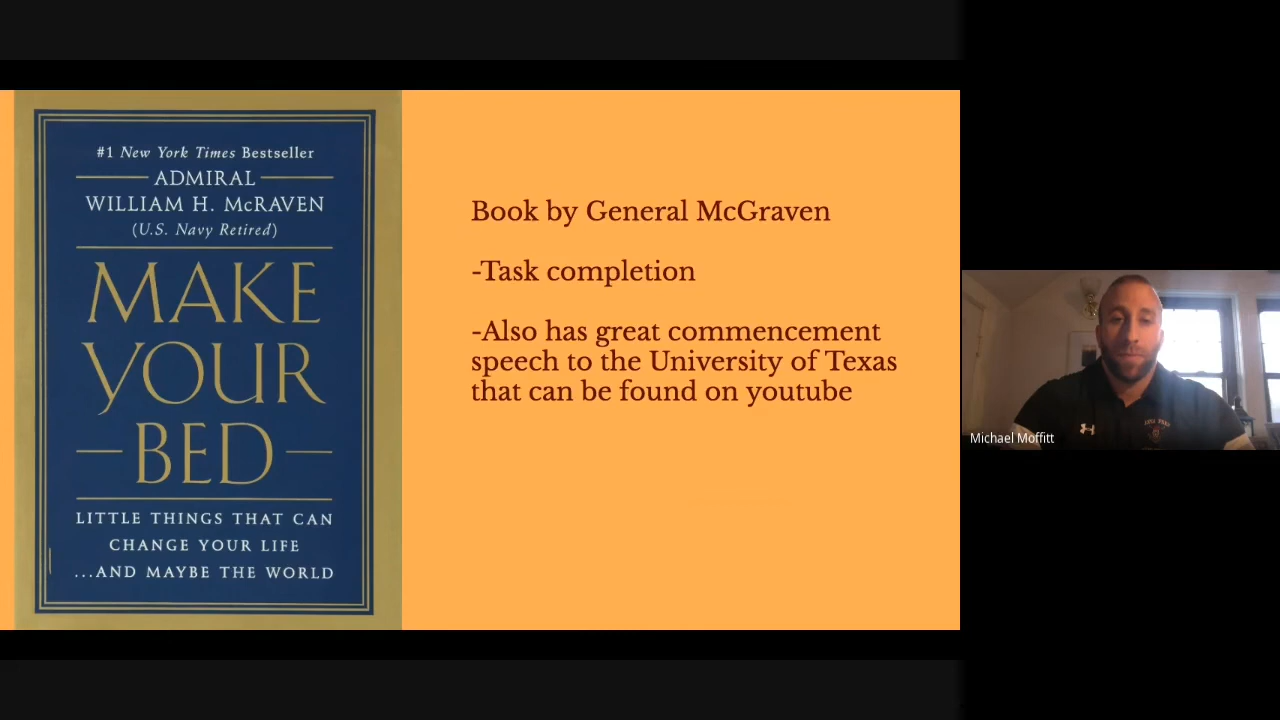 #1 New York Times Bestseller
ADMIRAL
WILLIAM H. McRAVEN
(U.S. Navy Retired)
MAKE
YOUR
BED
LITTLE THINGS THAT CAN
CHANGE YOUR LIFE
...AND MAYBE THE WORLD
Book by General McGraven
-Task completion
-Also has great commencement
speech to the University of Texas
that can be found on youtube
Michael Moffitt